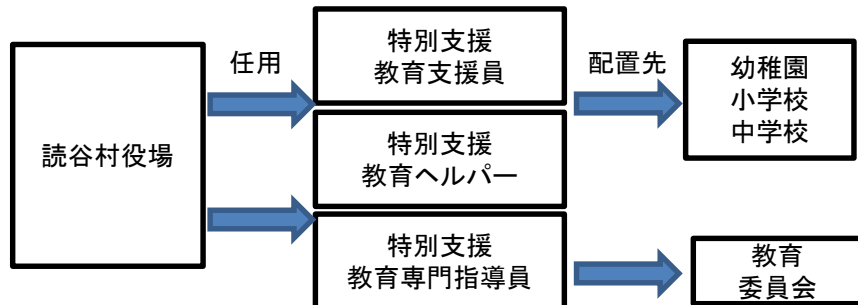 読谷村役場
任用
特別支援
教育支援員
特別支援
教育ヘルパー
特別支援
教育専門指導員
配置先
幼稚園
小学校
中学校
教育
委員会